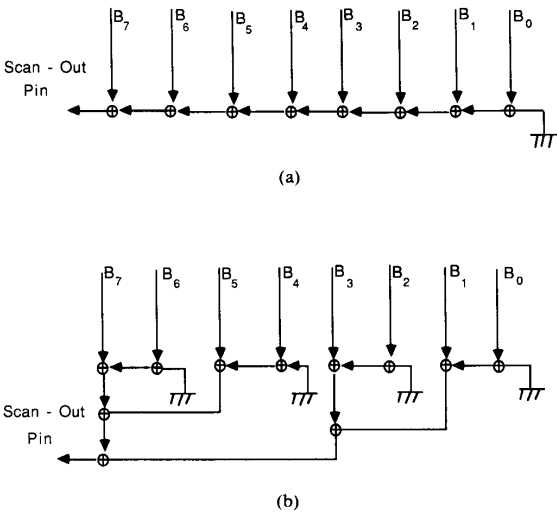 B7 B6 B5 B4 B3 B2 B1 B0
Scan - Out
Pin
(a)
B7 B6 B5 B4 B3 B2 B1 B0
Scan - Out
Pin
(b)